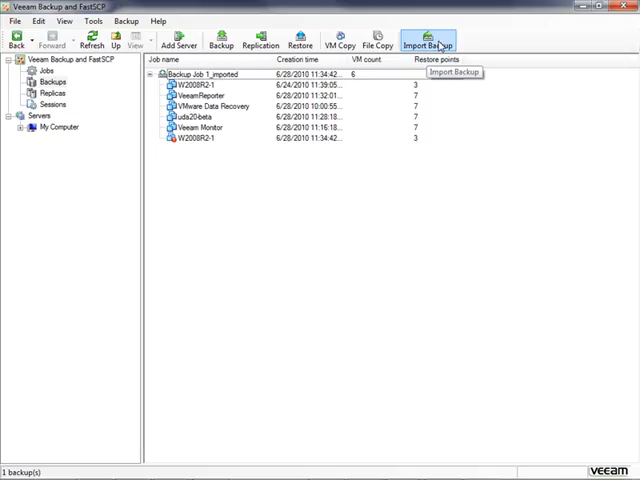 Veeam Backup and FastSCP
File Edit View Tools Backup Help
Back Forward Refresh Up View Add Server Backup Replication Restore VM Copy File Copy Import Backup
Veeam Backup and FastSCP
Jobs
Backups
Replicas
Sessions
Servers
My Computer
Job name Creation time VM count Restore points
Import Backup
Backup Job 1_imported 6/28/2010 11:34:42... 6
W2008R2-1 6/24/2010 11:39:05... 3
VeeamReporter 6/28/2010 11:32:01... 7
VMware Data Recovery 6/28/2010 10:00:55... 7
uda20-beta 6/28/2010 11:28:18... 7
Veeam Monitor 6/28/2010 11:16:18... 7
W2008R2-1 6/28/2010 11:34:42... 3
1 backup(s)
veeam